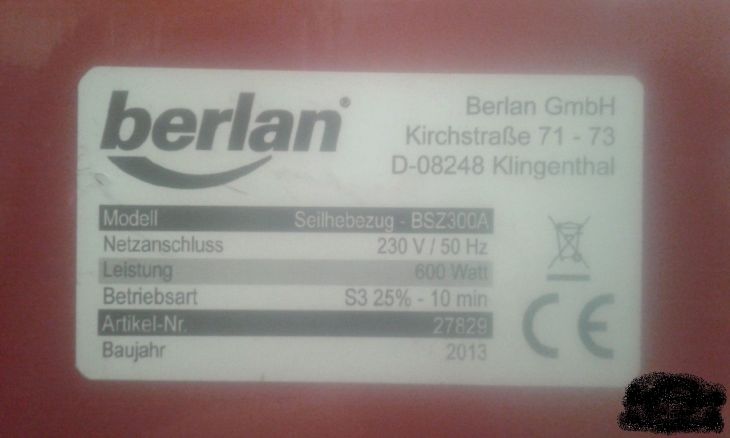 berlan®
Berlan GmbH
Kirchstraße 71 - 73
D-08248 Klingenthal
Modell Seilhebezug - BSZ300A
Netzanschluss 230 V / 50 Hz
Leistung 600 Watt
Betriebsart S3 25% - 10 min
Artikel-Nr. 27829
Baujahr 2013
CE